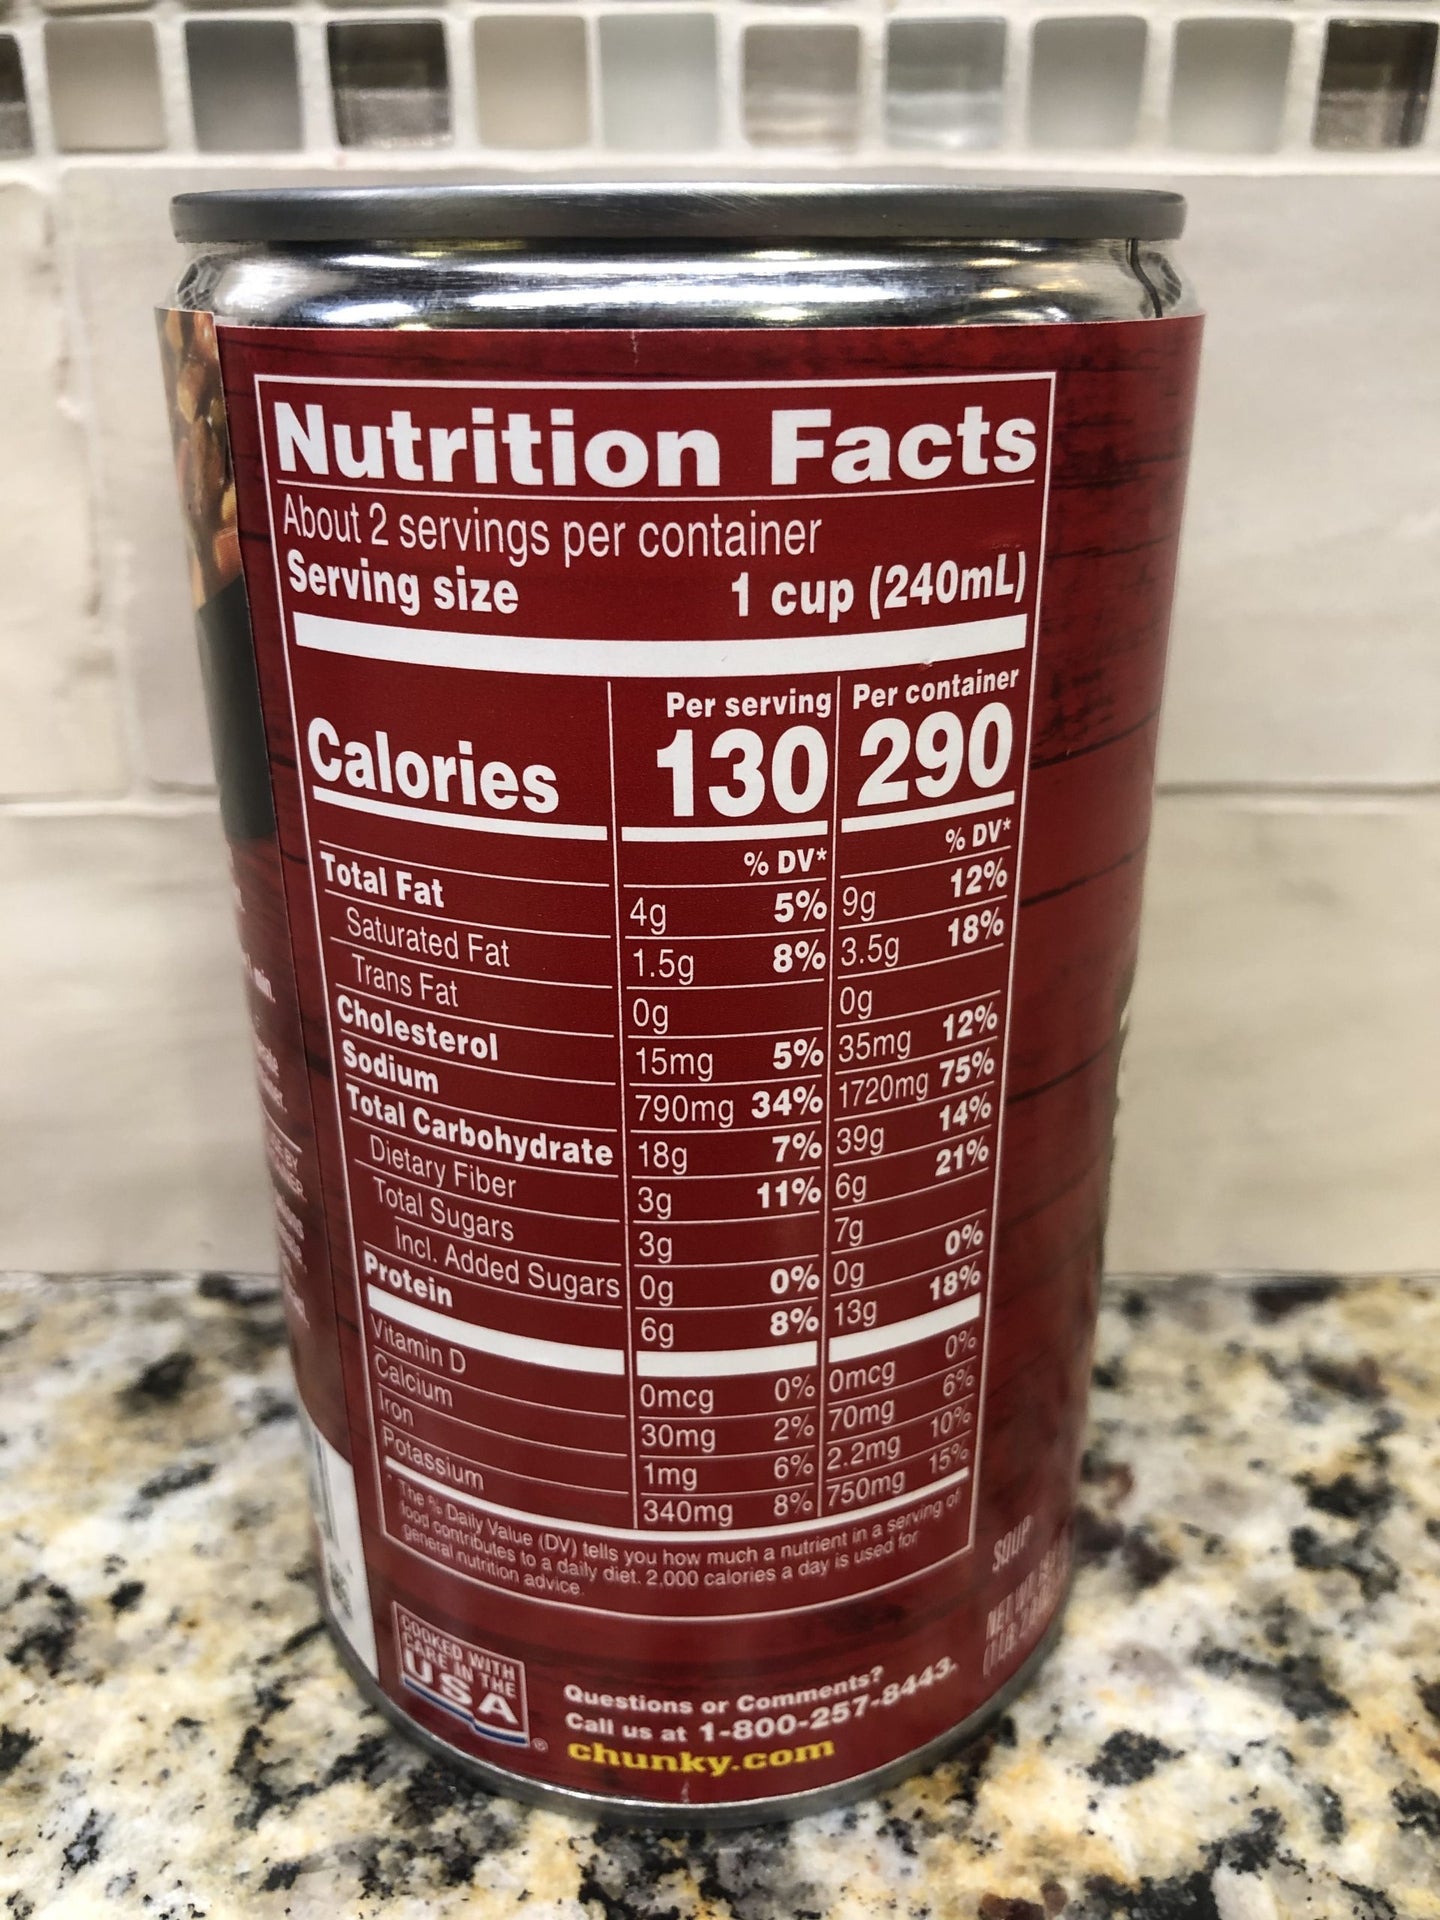 Nutrition Facts
About 2 servings per container
Serving size 1 cup (240mL)
Per serving Per container
Calories 130 290
% DV* % DV*
Total Fat 4g 5% 9g 12%
Saturated Fat 1.5g 8% 3.5g 18%
Trans Fat 0g 0g
Cholesterol 15mg 5% 35mg 12%
Sodium 790mg 34% 1720mg 75%
Total Carbohydrate 18g 7% 39g 14%
Dietary Fiber 3g 11% 6g 21%
Total Sugars 3g 7g
Incl. Added Sugars 0g 0% 0g 0%
Protein 6g 8% 13g 18%
Vitamin D 0mcg 0% 0mcg 0%
Calcium 30mg 2% 70mg 6%
Iron 1mg 6% 2.2mg 10%
Potassium 340mg 8% 750mg 15%
* The % Daily Value (DV) tells you how much a nutrient in a serving of
food contributes to a daily diet. 2,000 calories a day is used for
general nutrition advice.
COOKED WITH
CARE IN THE
USA
®
Questions or Comments?
Call us at 1-800-257-8443.
chunky.com
SOUP
NET WT
min.